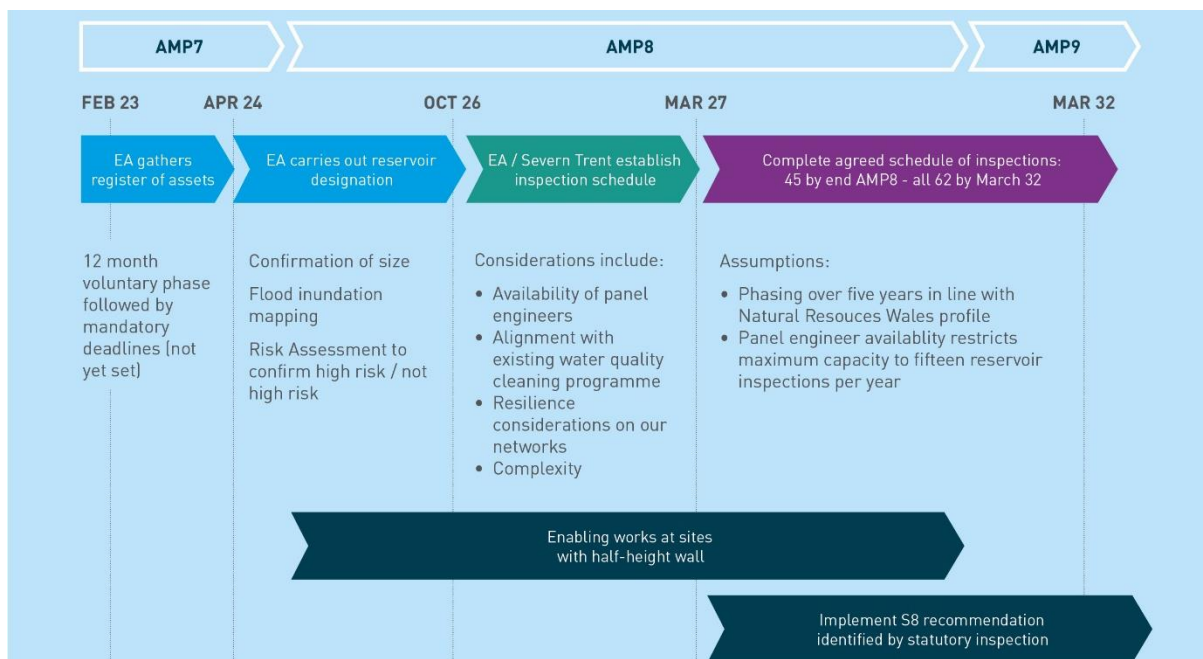 AMP7
AMP8
AMP9
FEB 23
APR 24
OCT 26
MAR 27
MAR 32
EA gathers
register of assets
EA carries out reservoir
designation
EA / Severn Trent establish
inspection schedule
Complete agreed schedule of inspections:
45 by end AMP8 - all 62 by March 32
12 month
voluntary phase
followed by
mandatory
deadlines (not
yet set)
Confirmation of size
Flood inundation
mapping
Risk Assessment to
confirm high risk / not
high risk
Considerations include:
• Availability of panel
engineers
• Alignment with
existing water quality
cleaning programme
• Resilience
considerations on our
networks
• Complexity
Assumptions:
• Phasing over five years in line with
Natural Resouces Wales profile
• Panel engineer availablity restricts
maximum capacity to fifteen reservoir
inspections per year
Enabling works at sites
with half-height wall
Implement S8 recommendation
identified by statutory inspection